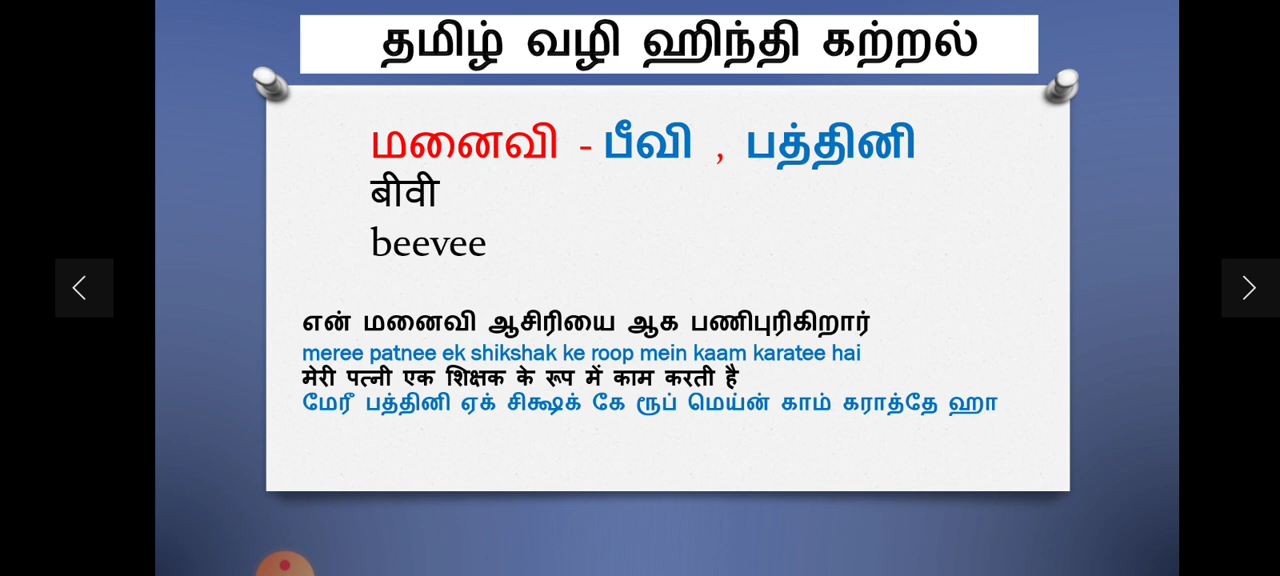 தமிழ் வழி ஹிந்தி கற்றல்
மனைவி - பீவி , பத்தினி
बीवी
beevee
என் மனைவி ஆசிரியை ஆக பணிபுரிகிறார்
meree patnee ek shikshak ke roop mein kaam karatee hai
मेरी पत्नी एक शिक्षक के रूप में काम करती है
மேரீ பத்தினி ஏக் சிக்ஷக் கே ரூப் மெய்ன் காம் கராத்தே ஹா